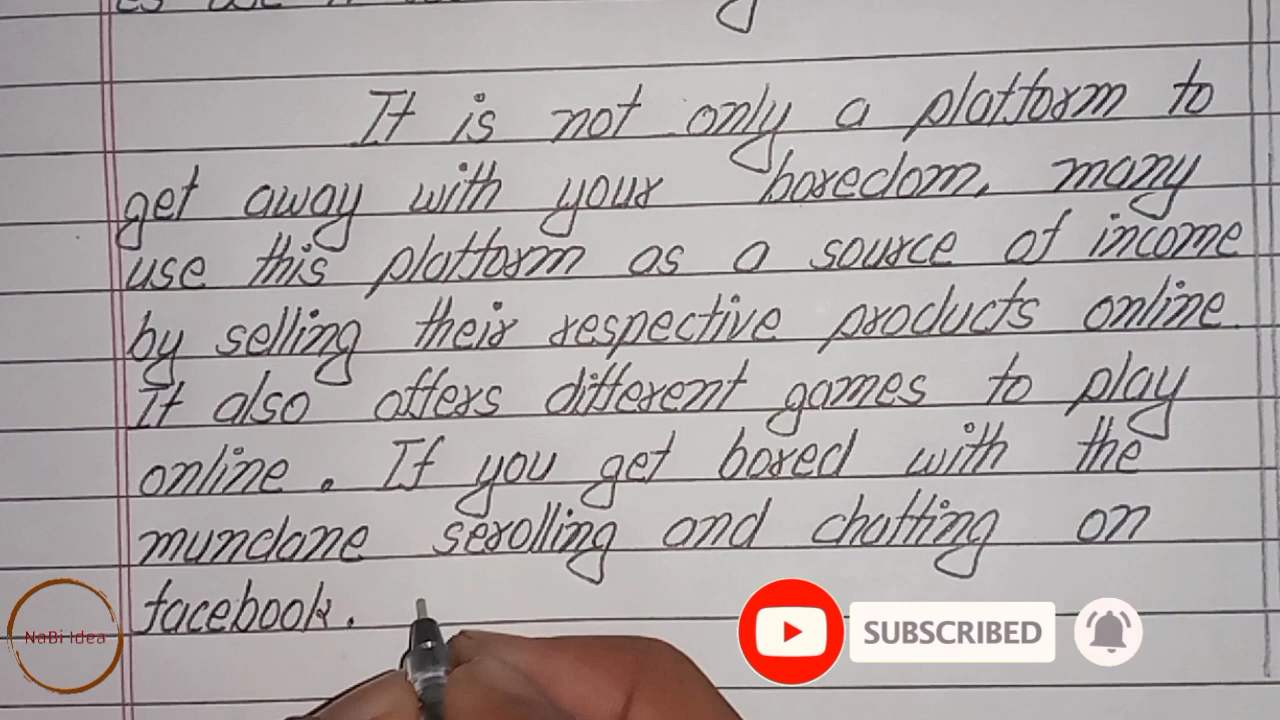 It is not only a platform to
get away with your boredom, many
use this platform as a source of income
by selling their respective products online.
It also offers different games to play
online. If you get bored with the
mundane serolling and chatting on
facebook.
NaBi Idea
SUBSCRIBED